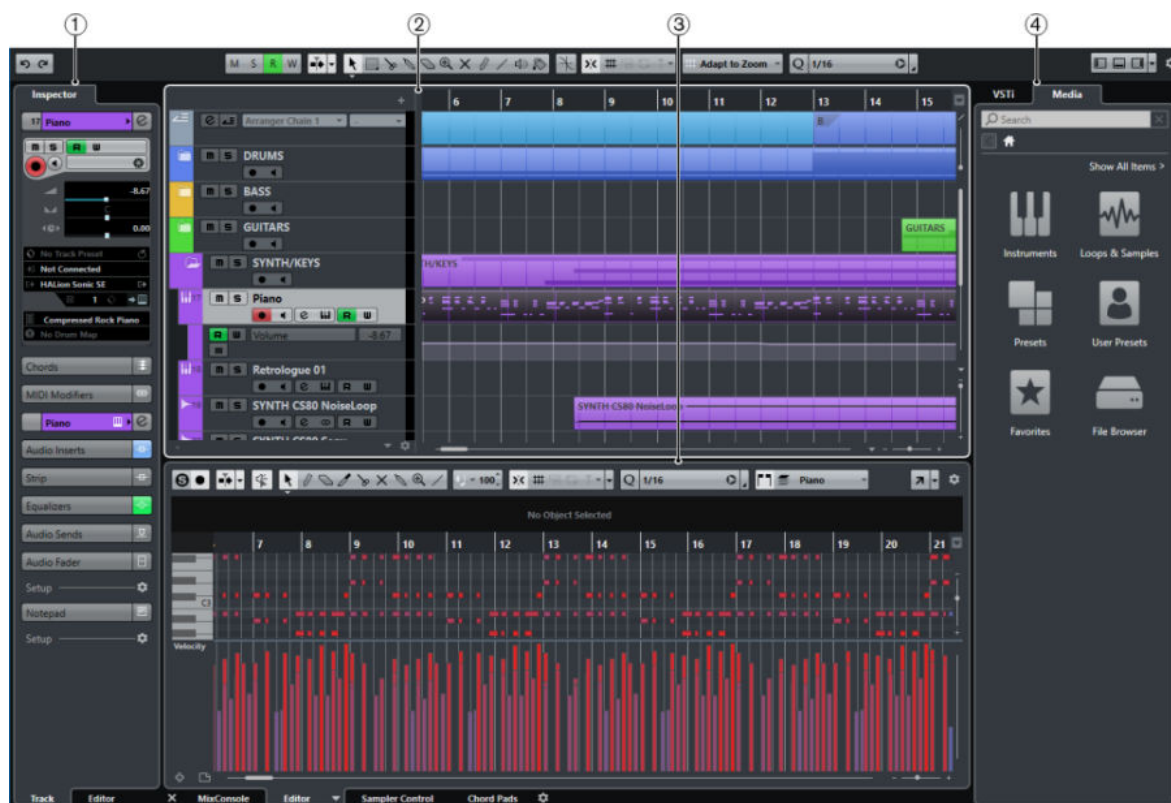 1 2 3 4
M S R W Adapt to Zoom Q 1/16
Inspector
17 Piano
M S R W
-8.67
C
0.00
No Track Preset
Not Connected
HALion Sonic SE
1
Compressed Rock Piano
No Drum Map
Chords
MIDI Modifiers
Piano
Audio Inserts
Strip
Equalizers
Audio Sends
Audio Fader
Setup
Notepad
Setup
6 7 8 9 10 11 12 13 14 15
Arranger Chain 1
B
M S DRUMS
M S BASS
M S GUITARS
GUITARS
M S SYNTH/KEYS
TH/KEYS
17 M S Piano
R W
R W Volume -8.67
18 M S Retrologue 01
R W
19 M S SYNTH CS80 NoiseLoop
R W
SYNTH CS80 NoiseLoop
S 100 Q 1/16 Piano
No Object Selected
7 8 9 10 11 12 13 14 15 16 17 18 19 20 21
C3
Velocity
VSTi Media
Search
Show All Items >
Instruments Loops & Samples
Presets User Presets
Favorites File Browser
Track Editor X MixConsole Editor Sampler Control Chord Pads